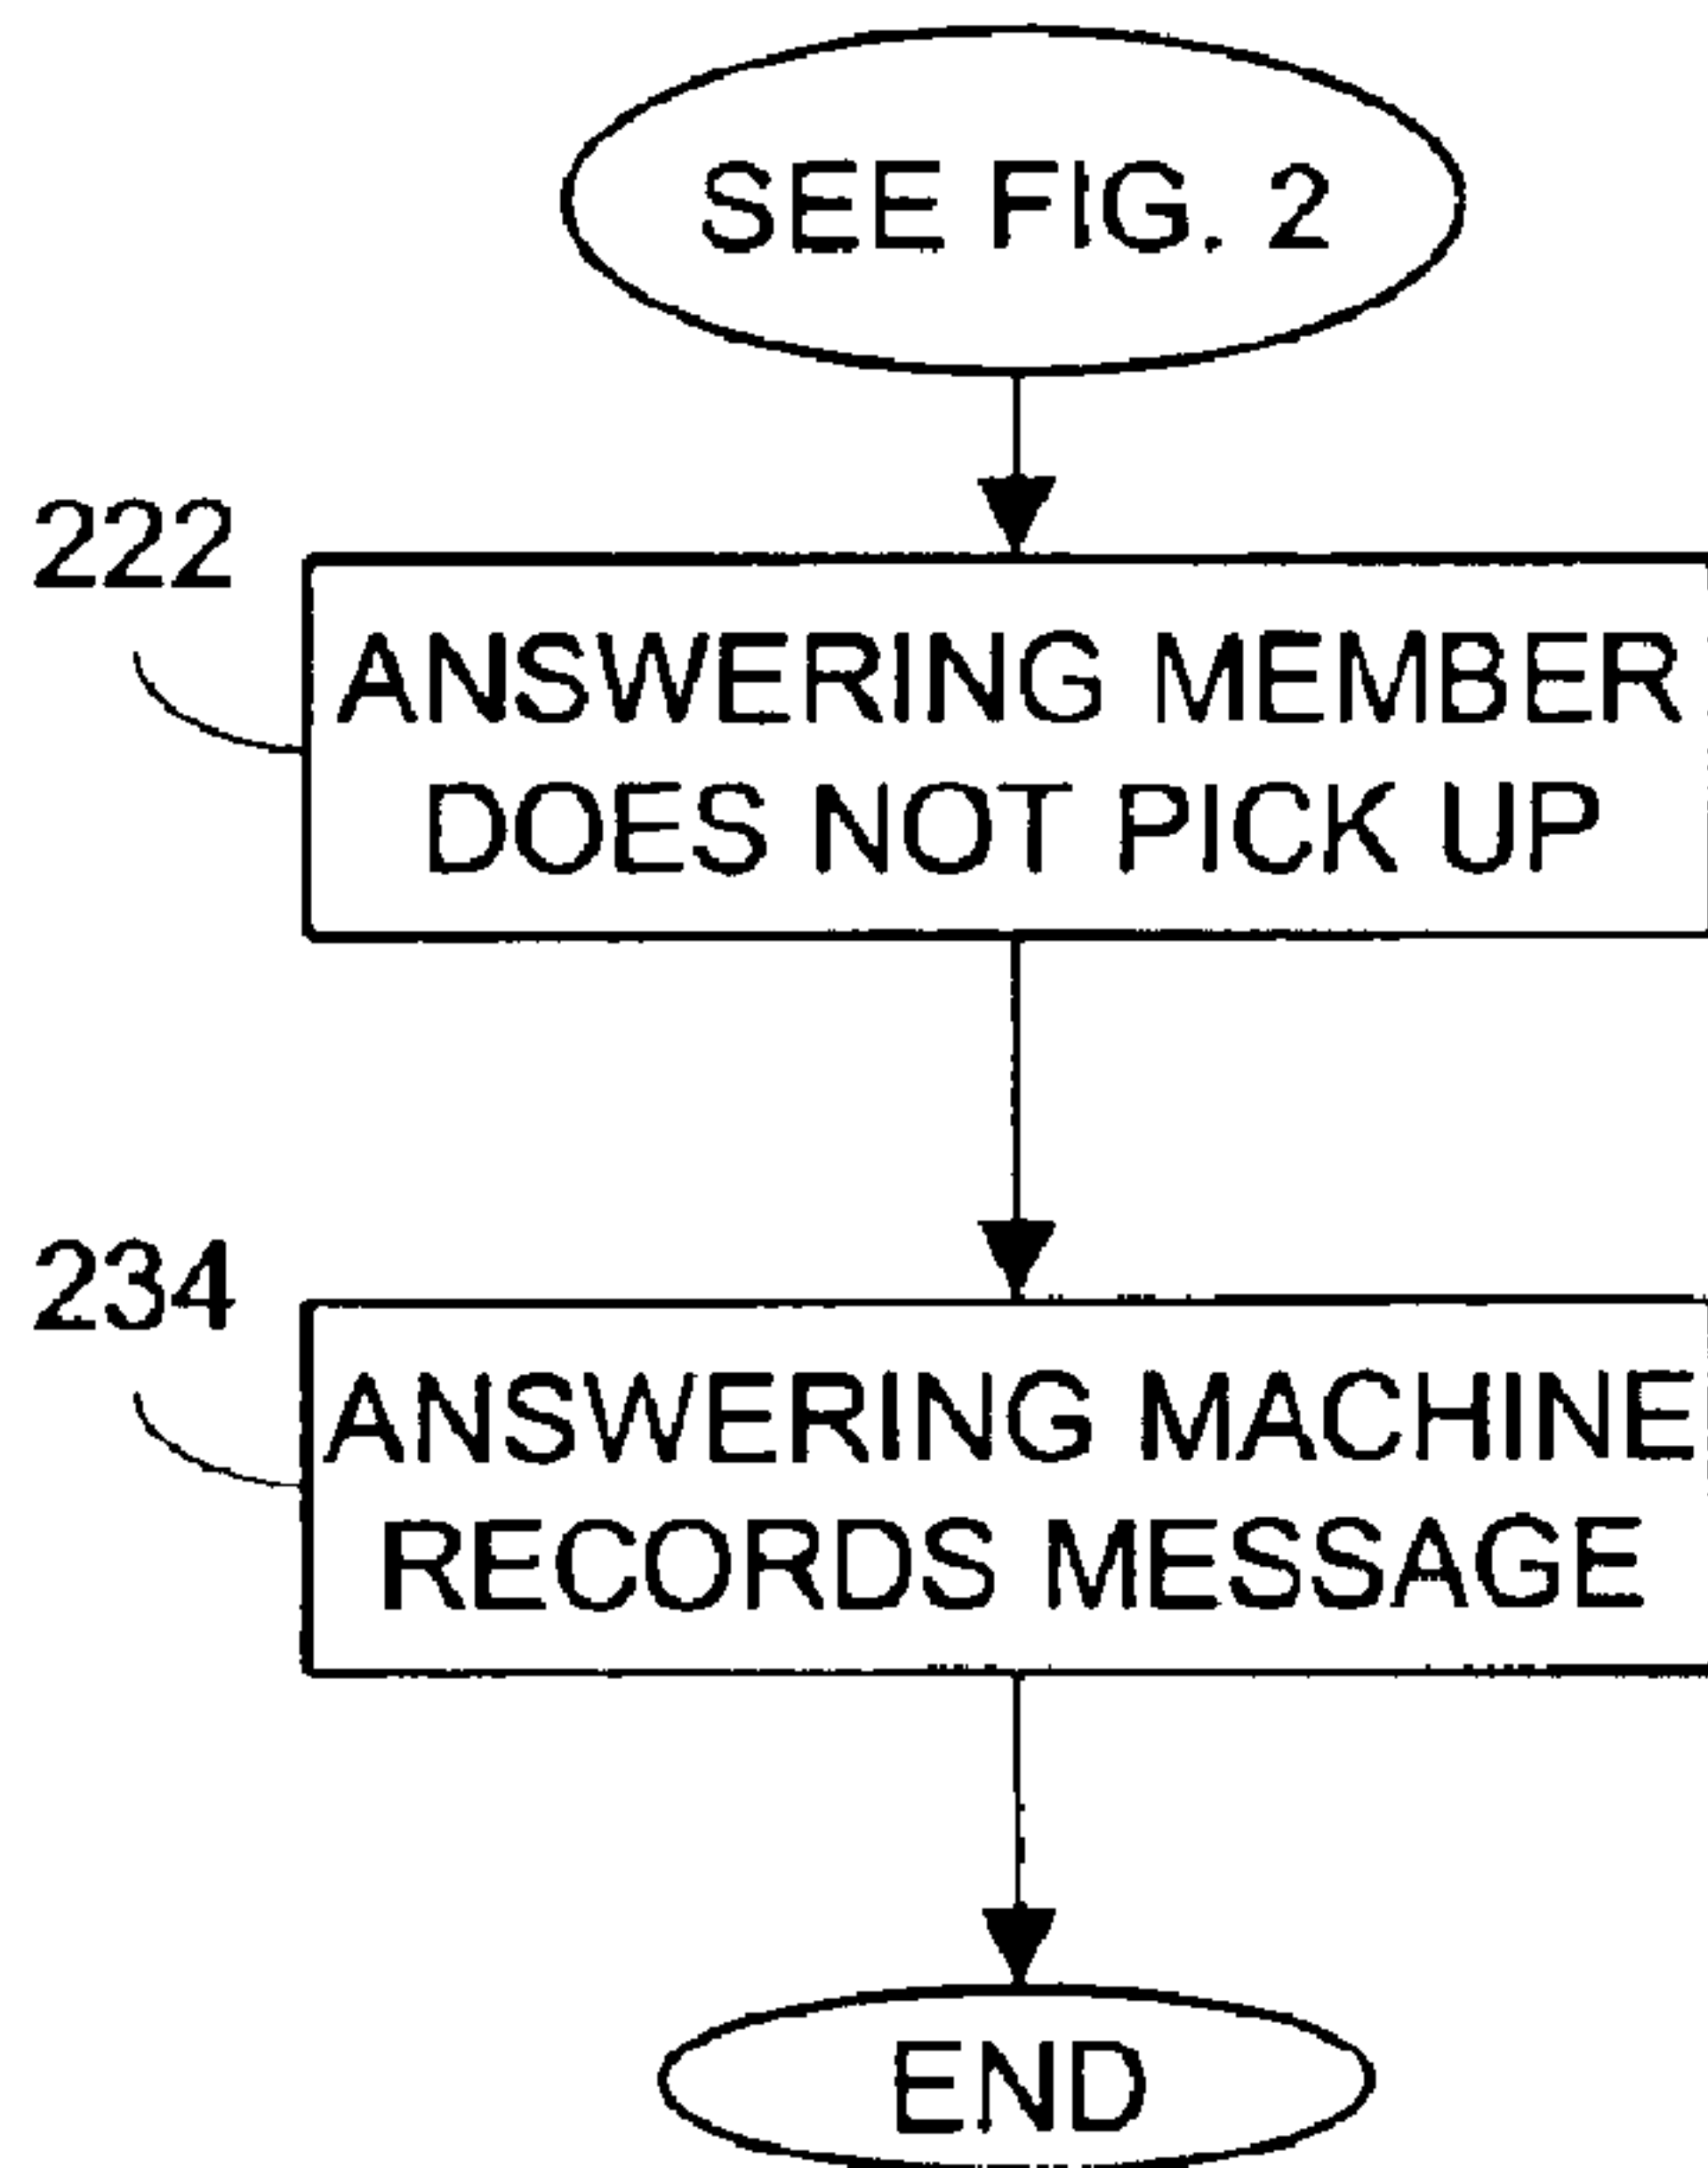 SEE FIG. 2
222
ANSWERING MEMBER
DOES NOT PICK UP
234
ANSWERING MACHINE
RECORDS MESSAGE
END